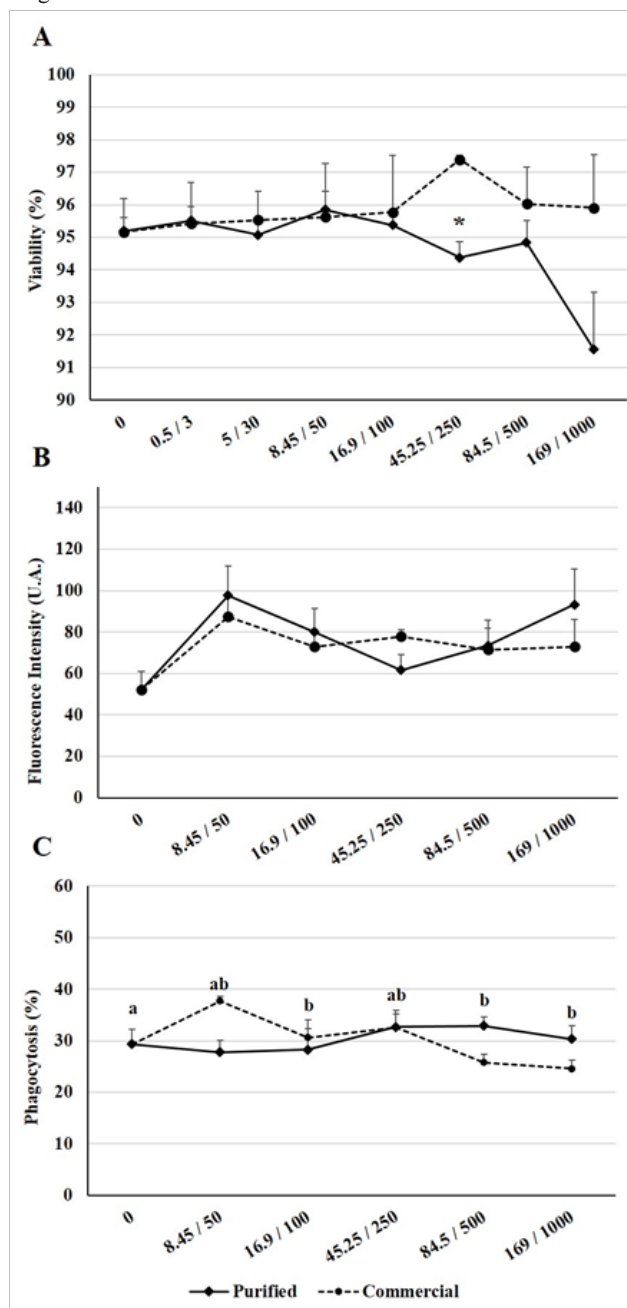 A
100
99
98
97
96
95
94
93
92
91
90
Viability (%)
*
0
0.5 / 3
5 / 30
8.45 / 50
16.9 / 100
45.25 / 250
84.5 / 500
169 / 1000
B
140
120
100
80
60
40
20
0
Fluorescence Intensity (U.A.)
0
8.45 / 50
16.9 / 100
45.25 / 250
84.5 / 500
169 / 1000
C
60
50
40
30
20
10
0
Phagocytosis (%)
a
ab
b
ab
b
b
0
8.45 / 50
16.9 / 100
45.25 / 250
84.5 / 500
169 / 1000
Purified
Commercial